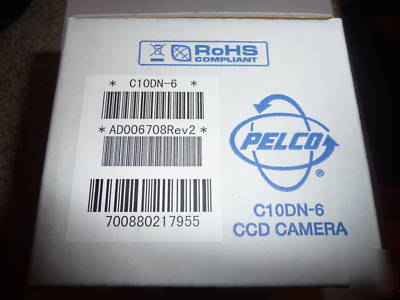 RoHS
COMPLIANT
* C10DN-6 *
* AD006708Rev2 *
700880217955
PELCO®
C10DN-6
CCD CAMERA